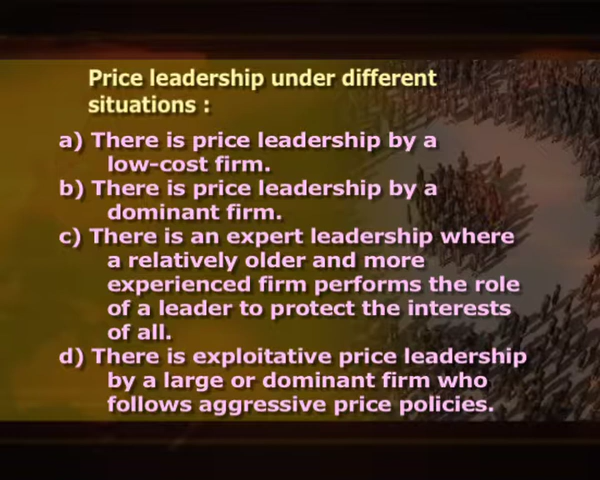 Price leadership under different
situations :
a) There is price leadership by a
low-cost firm.
b) There is price leadership by a
dominant firm.
c) There is an expert leadership where
a relatively older and more
experienced firm performs the role
of a leader to protect the interests
of all.
d) There is exploitative price leadership
by a large or dominant firm who
follows aggressive price policies.